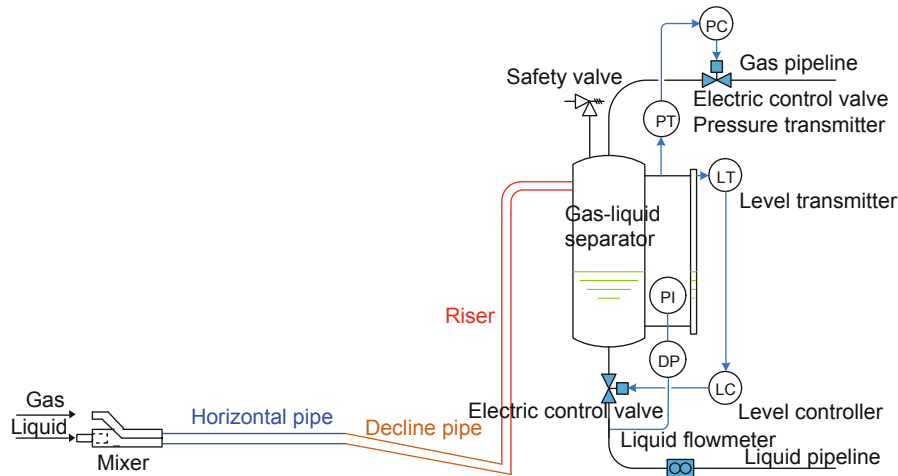 PC
Gas pipeline
Safety valve
Electric control valve
PT
Pressure transmitter
LT
Level transmitter
Gas-liquid
separator
PI
Riser
DP
LC
Level controller
Electric control valve
Gas
Liquid
Horizontal pipe
Decline pipe
Liquid flowmeter
Mixer
Liquid pipeline